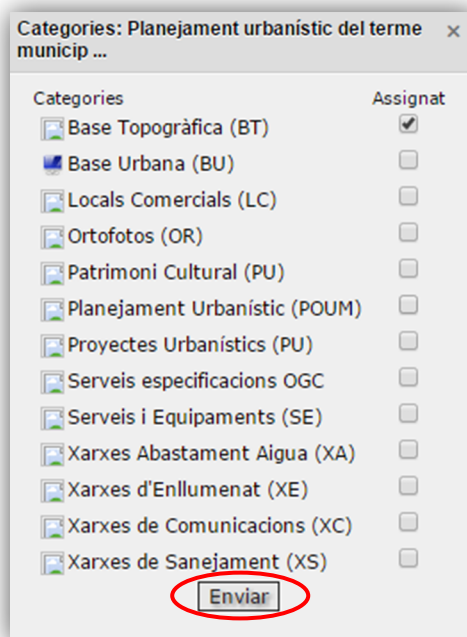 Categories: Planejament urbanístic del terme
municip ...
×
Categories Assignat
Base Topogràfica (BT)
Base Urbana (BU)
Locals Comercials (LC)
Ortofotos (OR)
Patrimoni Cultural (PU)
Planejament Urbanístic (POUM)
Proyectes Urbanístics (PU)
Serveis especificacions OGC
Serveis i Equipaments (SE)
Xarxes Abastament Aigua (XA)
Xarxes d'Enllumenat (XE)
Xarxes de Comunicacions (XC)
Xarxes de Sanejament (XS)
Enviar